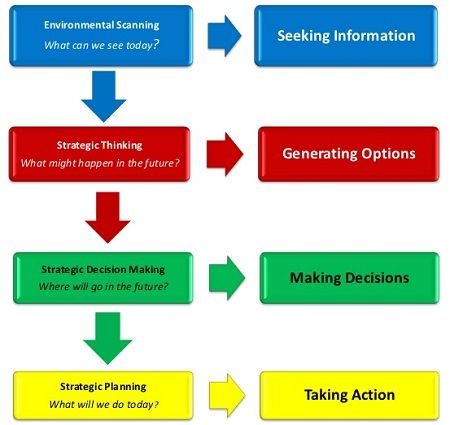 Environmental Scanning
What can we see today?
Seeking Information
Strategic Thinking
What might happen in the future?
Generating Options
Strategic Decision Making
Where will go in the future?
Making Decisions
Strategic Planning
What will we do today?
Taking Action